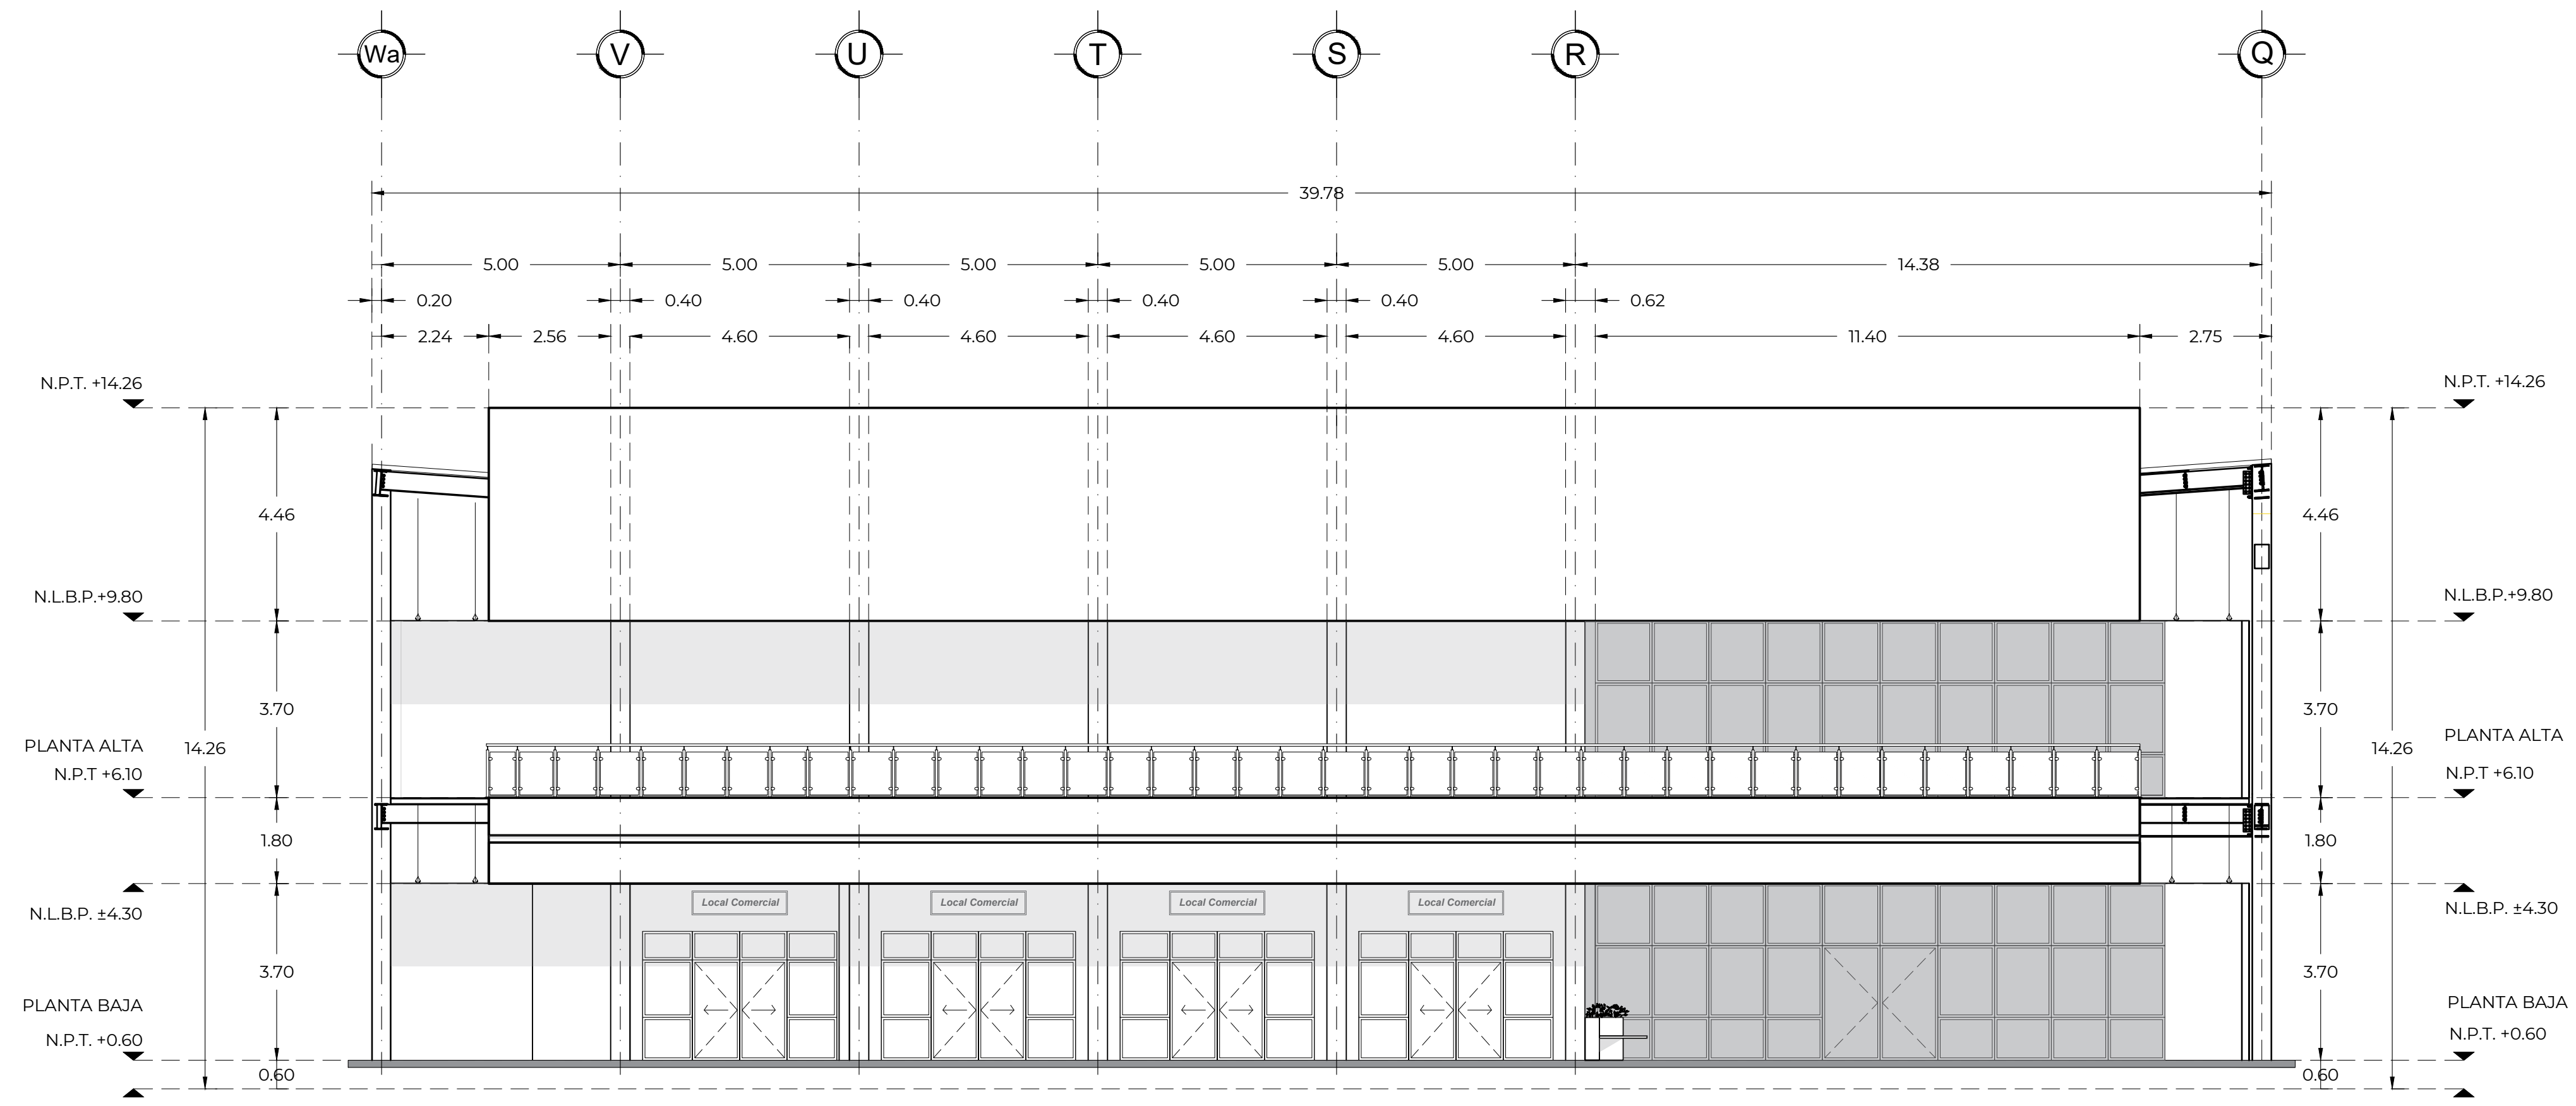 Wa V U T S R Q
39.78
5.00 5.00 5.00 5.00 5.00 14.38
0.20 0.40 0.40 0.40 0.40 0.62
2.24 2.56 4.60 4.60 4.60 4.60 11.40 2.75
N.P.T. +14.26
N.P.T. +14.26
4.46
4.46
N.L.B.P.+9.80
N.L.B.P.+9.80
3.70
3.70
PLANTA ALTA
PLANTA ALTA
14.26
14.26
N.P.T +6.10
N.P.T +6.10
1.80
1.80
Local Comercial Local Comercial Local Comercial Local Comercial
N.L.B.P. ±4.30
N.L.B.P. ±4.30
3.70
3.70
PLANTA BAJA
PLANTA BAJA
N.P.T. +0.60
N.P.T. +0.60
0.60
0.60